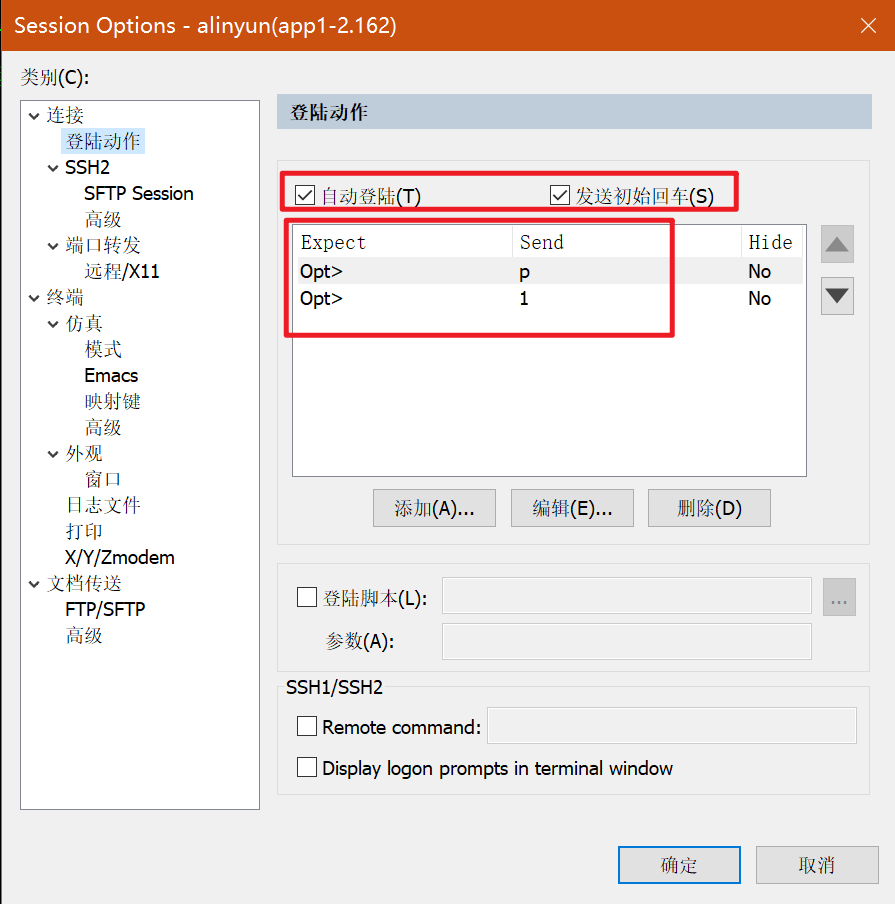 Session Options - alinyun(app1-2.162)
类别(C):
连接
登陆动作
SSH2
SFTP Session
高级
端口转发
远程/X11
终端
仿真
模式
Emacs
映射键
高级
外观
窗口
日志文件
打印
X/Y/Zmodem
文档传送
FTP/SFTP
高级
登陆动作
自动登陆(T) 发送初始回车(S)
Expect Send Hide
Opt> p No
Opt> 1 No
添加(A)... 编辑(E)... 删除(D)
登陆脚本(L): ...
参数(A):
SSH1/SSH2
Remote command:
Display logon prompts in terminal window
确定 取消